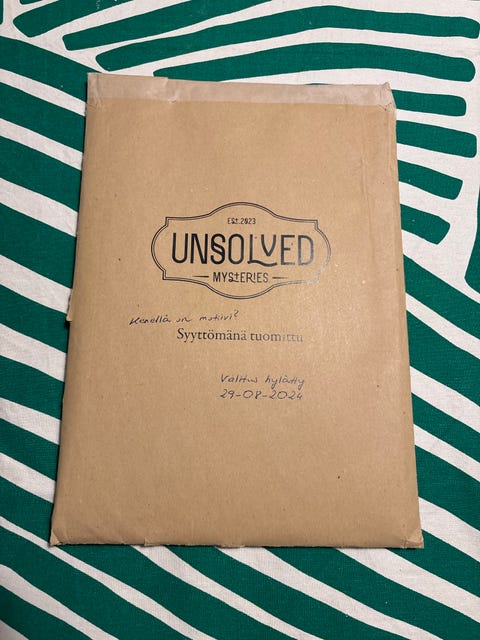 EST.2023
UNSOLVED
MYSTERIES
Kenellä on motiivi?
Syyttömänä tuomittu
Valitus hylätty
29-08-2024